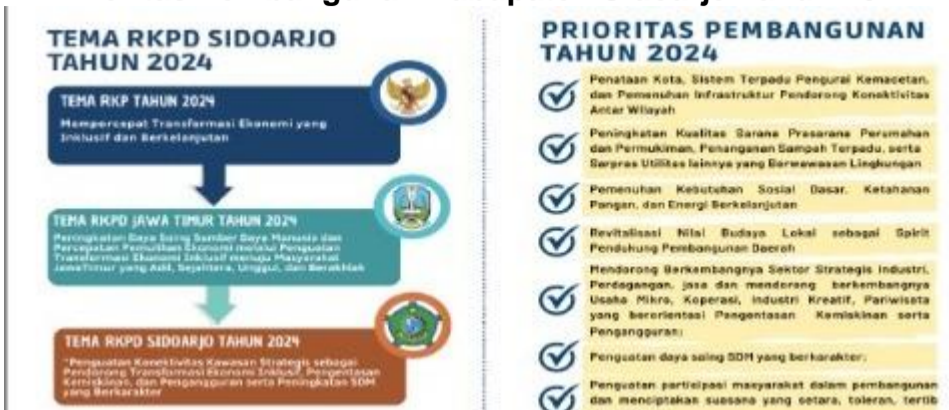 TEMA RKPD SIDOARJO
TAHUN 2024
TEMA RKP TAHUN 2024
Mempercepat Transformasi Ekonomi yang
Inklusif dan Berkelanjutan
TEMA RKPD JAWA TIMUR TAHUN 2024
Peningkatan Daya Saing Sumber Daya Manusia dan
Percepatan Pemulihan Ekonomi melalui Penguatan
Transformasi Ekonomi Inklusif menuju Masyarakat
JawaTimur yang Adil, Sejahtera, Unggul, dan Berakhlak
TEMA RKPD SIDOARJO TAHUN 2024
"Penguatan Konektivitas Kawasan Strategis sebagai
Pendorong Transformasi Ekonomi Inklusif, Pengentasan
Kemiskinan, dan Pengangguran serta Peningkatan SDM
yang Berkarakter
PRIORITAS PEMBANGUNAN
TAHUN 2024
Penataan Kota, Sistem Terpadu Pengurai Kemacetan,
dan Pemenuhan Infrastruktur Pendorong Konektivitas
Antar Wilayah
Peningkatan Kualitas Sarana Prasarana Perumahan
dan Permukiman, Penanganan Sampah Terpadu, serta
Sarpras Utilitas lainnya yang Berwawasan Lingkungan
Pemenuhan Kebutuhan Sosial Dasar, Ketahanan
Pangan, dan Energi Berkelanjutan
Revitalisasi Nilai Budaya Lokal sebagai Spirit
Pendukung Pembangunan Daerah
Mendorong Berkembangnya Sektor Strategis Industri,
Perdagangan, jasa dan mendorong berkembangnya
Usaha Mikro, Koperasi, Industri Kreatif, Pariwisata
yang berorientasi Pengentasan Kemiskinan serta
Pengangguran;
Penguatan daya saing SDM yang berkarakter;
Penguatan partisipasi masyarakat dalam pembangunan
dan menciptakan suasana yang setara, toleran, tertib